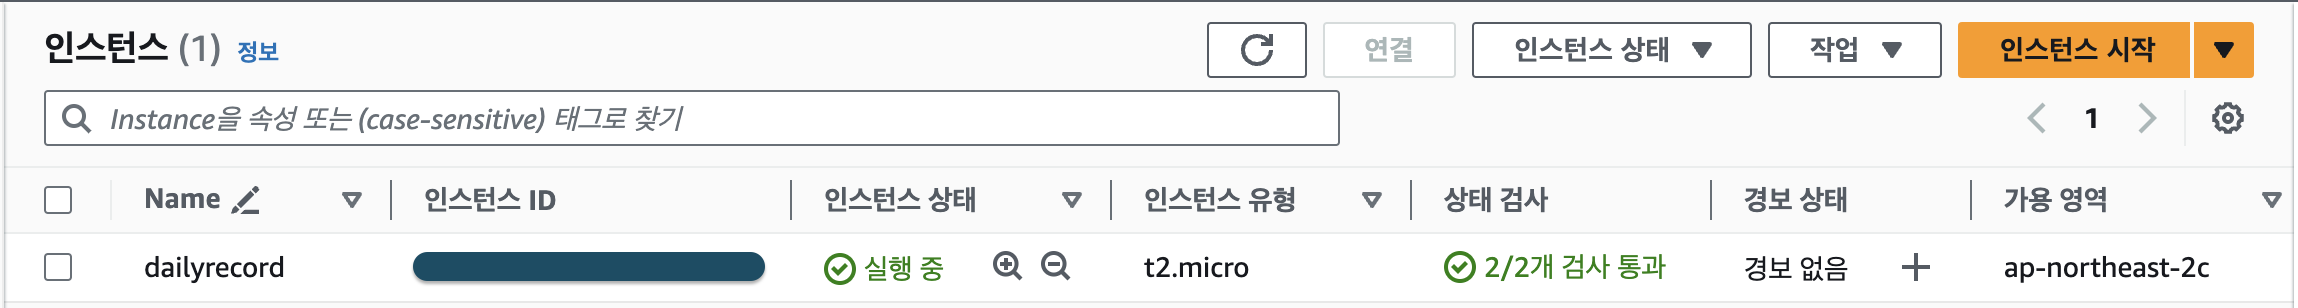 인스턴스 (1) 정보 연결 인스턴스 상태 작업 인스턴스 시작
Instance을 속성 또는 (case-sensitive) 태그로 찾기 1
Name 인스턴스 ID 인스턴스 상태 인스턴스 유형 상태 검사 경보 상태 가용 영역
dailyrecord 실행 중 t2.micro 2/2개 검사 통과 경보 없음 ap-northeast-2c